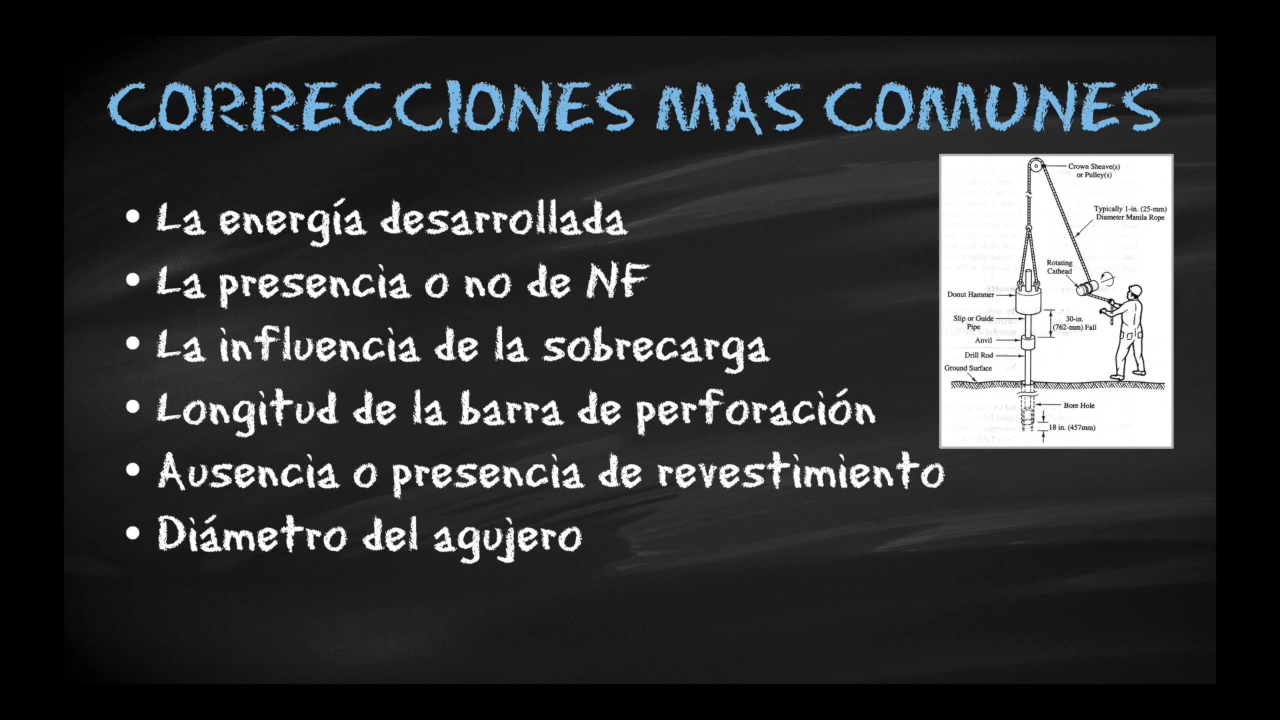 CORRECCIONES MAS COMUNES
• La energía desarrollada
• La presencia o no de NF
• La influencia de la sobrecarga
• Longitud de la barra de perforación
• Ausencia o presencia de revestimiento
• Diámetro del agujero
Crown Sheave(s)
or Pulley(s)
Typically 1-in. (25-mm)
Diameter Manila Rope
Rotating
Cathead
Donut Hammer
Slip or Guide
Pipe
30-in.
(762-mm) Fall
Anvil
Drill Rod
Ground Surface
Bore Hole
18 in. (457mm)